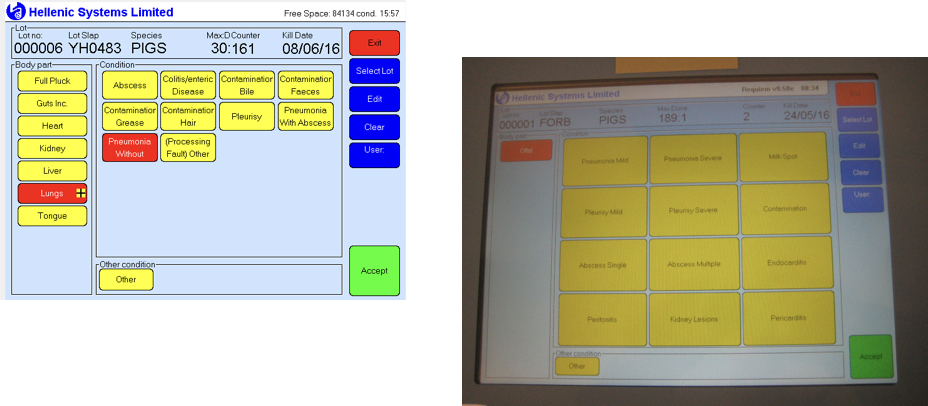 Hellenic Systems Limited
Free Space: 84134 cond. 15:57
Lot
Lot no: Lot Slap Species Max:D Counter Kill Date
000006 YH0483 PIGS 30:161 08/06/16
Body part
Full Pluck
Guts Inc.
Heart
Kidney
Liver
Lungs
Tongue
Condition
Abscess
Colitis/enteric
Disease
Contaminatior
Bile
Contaminatior
Faeces
Contaminatior
Grease
Contaminatior
Hair
Pleurisy
Pneumonia
With Abscess
Pneumonia
Without
(Processing
Fault) Other
Other condition
Other
Exit
Select Lot
Edit
Clear
User:
Accept
Hellenic Systems Limited
Requiem v5.58e 08:34
Lot Slap Species Max:Done Counter Kill Date
000001 FORB PIGS 189:1 2 24/05/16
Offal
Condition
Pneumonia Mild
Pneumonia Severe
Milk Spot
Pleurisy Mild
Pleurisy Severe
Contamination
Abscess Single
Abscess Multiple
Endocarditis
Peritonitis
Kidney Lesions
Pericarditis
Other condition
Other
Select Lot
Edit
Clear
User:
Accept